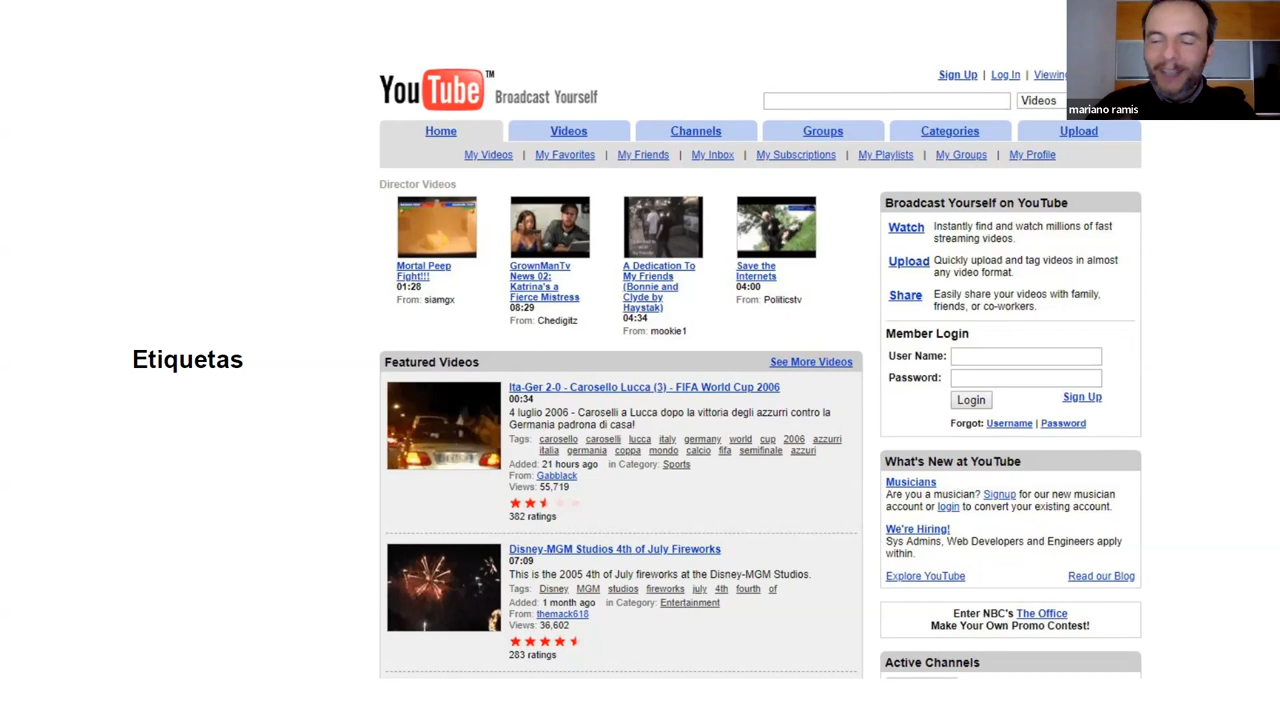 YouTube™
Broadcast Yourself
Sign Up | Log In | Viewing
Videos
mariano ramis
Home Videos Channels Groups Categories Upload
My Videos | My Favorites | My Friends | My Inbox | My Subscriptions | My Playlists | My Groups | My Profile
Director Videos
Mortal Peep
Fight!!!
01:28
From: siamgx
GrownManTv
News 02:
Katrina's a
Fierce Mistress
08:29
From: Chedigitz
A Dedication To
My Friends
(Bonnie and
Clyde by
Haystak)
04:34
From: mookie1
Save the
Internets
04:00
From: Politicstv
Etiquetas
Featured Videos See More Videos
Ita-Ger 2-0 - Carosello Lucca (3) - FIFA World Cup 2006
00:34
4 luglio 2006 - Caroselli a Lucca dopo la vittoria degli azzurri contro la
Germania padrona di casa!
Tags: carosello caroselli lucca italy germany world cup 2006 azzurri
italia germania coppa mondo calcio fifa semifinale azzuri
Added: 21 hours ago in Category: Sports
From: Gabblack
Views: 55,719
382 ratings
Disney-MGM Studios 4th of July Fireworks
07:09
This is the 2005 4th of July fireworks at the Disney-MGM Studios.
Tags: Disney MGM studios fireworks july 4th fourth of
Added: 1 month ago in Category: Entertainment
From: themack618
Views: 36,602
283 ratings
Broadcast Yourself on YouTube
Watch Instantly find and watch millions of fast
streaming videos.
Upload Quickly upload and tag videos in almost
any video format.
Share Easily share your videos with family,
friends, or co-workers.
Member Login
User Name:
Password:
Login Sign Up
Forgot: Username | Password
What's New at YouTube
Musicians
Are you a musician? Signup for our new musician
account or login to convert your existing account.
We're Hiring!
Sys Admins, Web Developers and Engineers apply
within.
Explore YouTube Read our Blog
Enter NBC's The Office
Make Your Own Promo Contest!
Active Channels